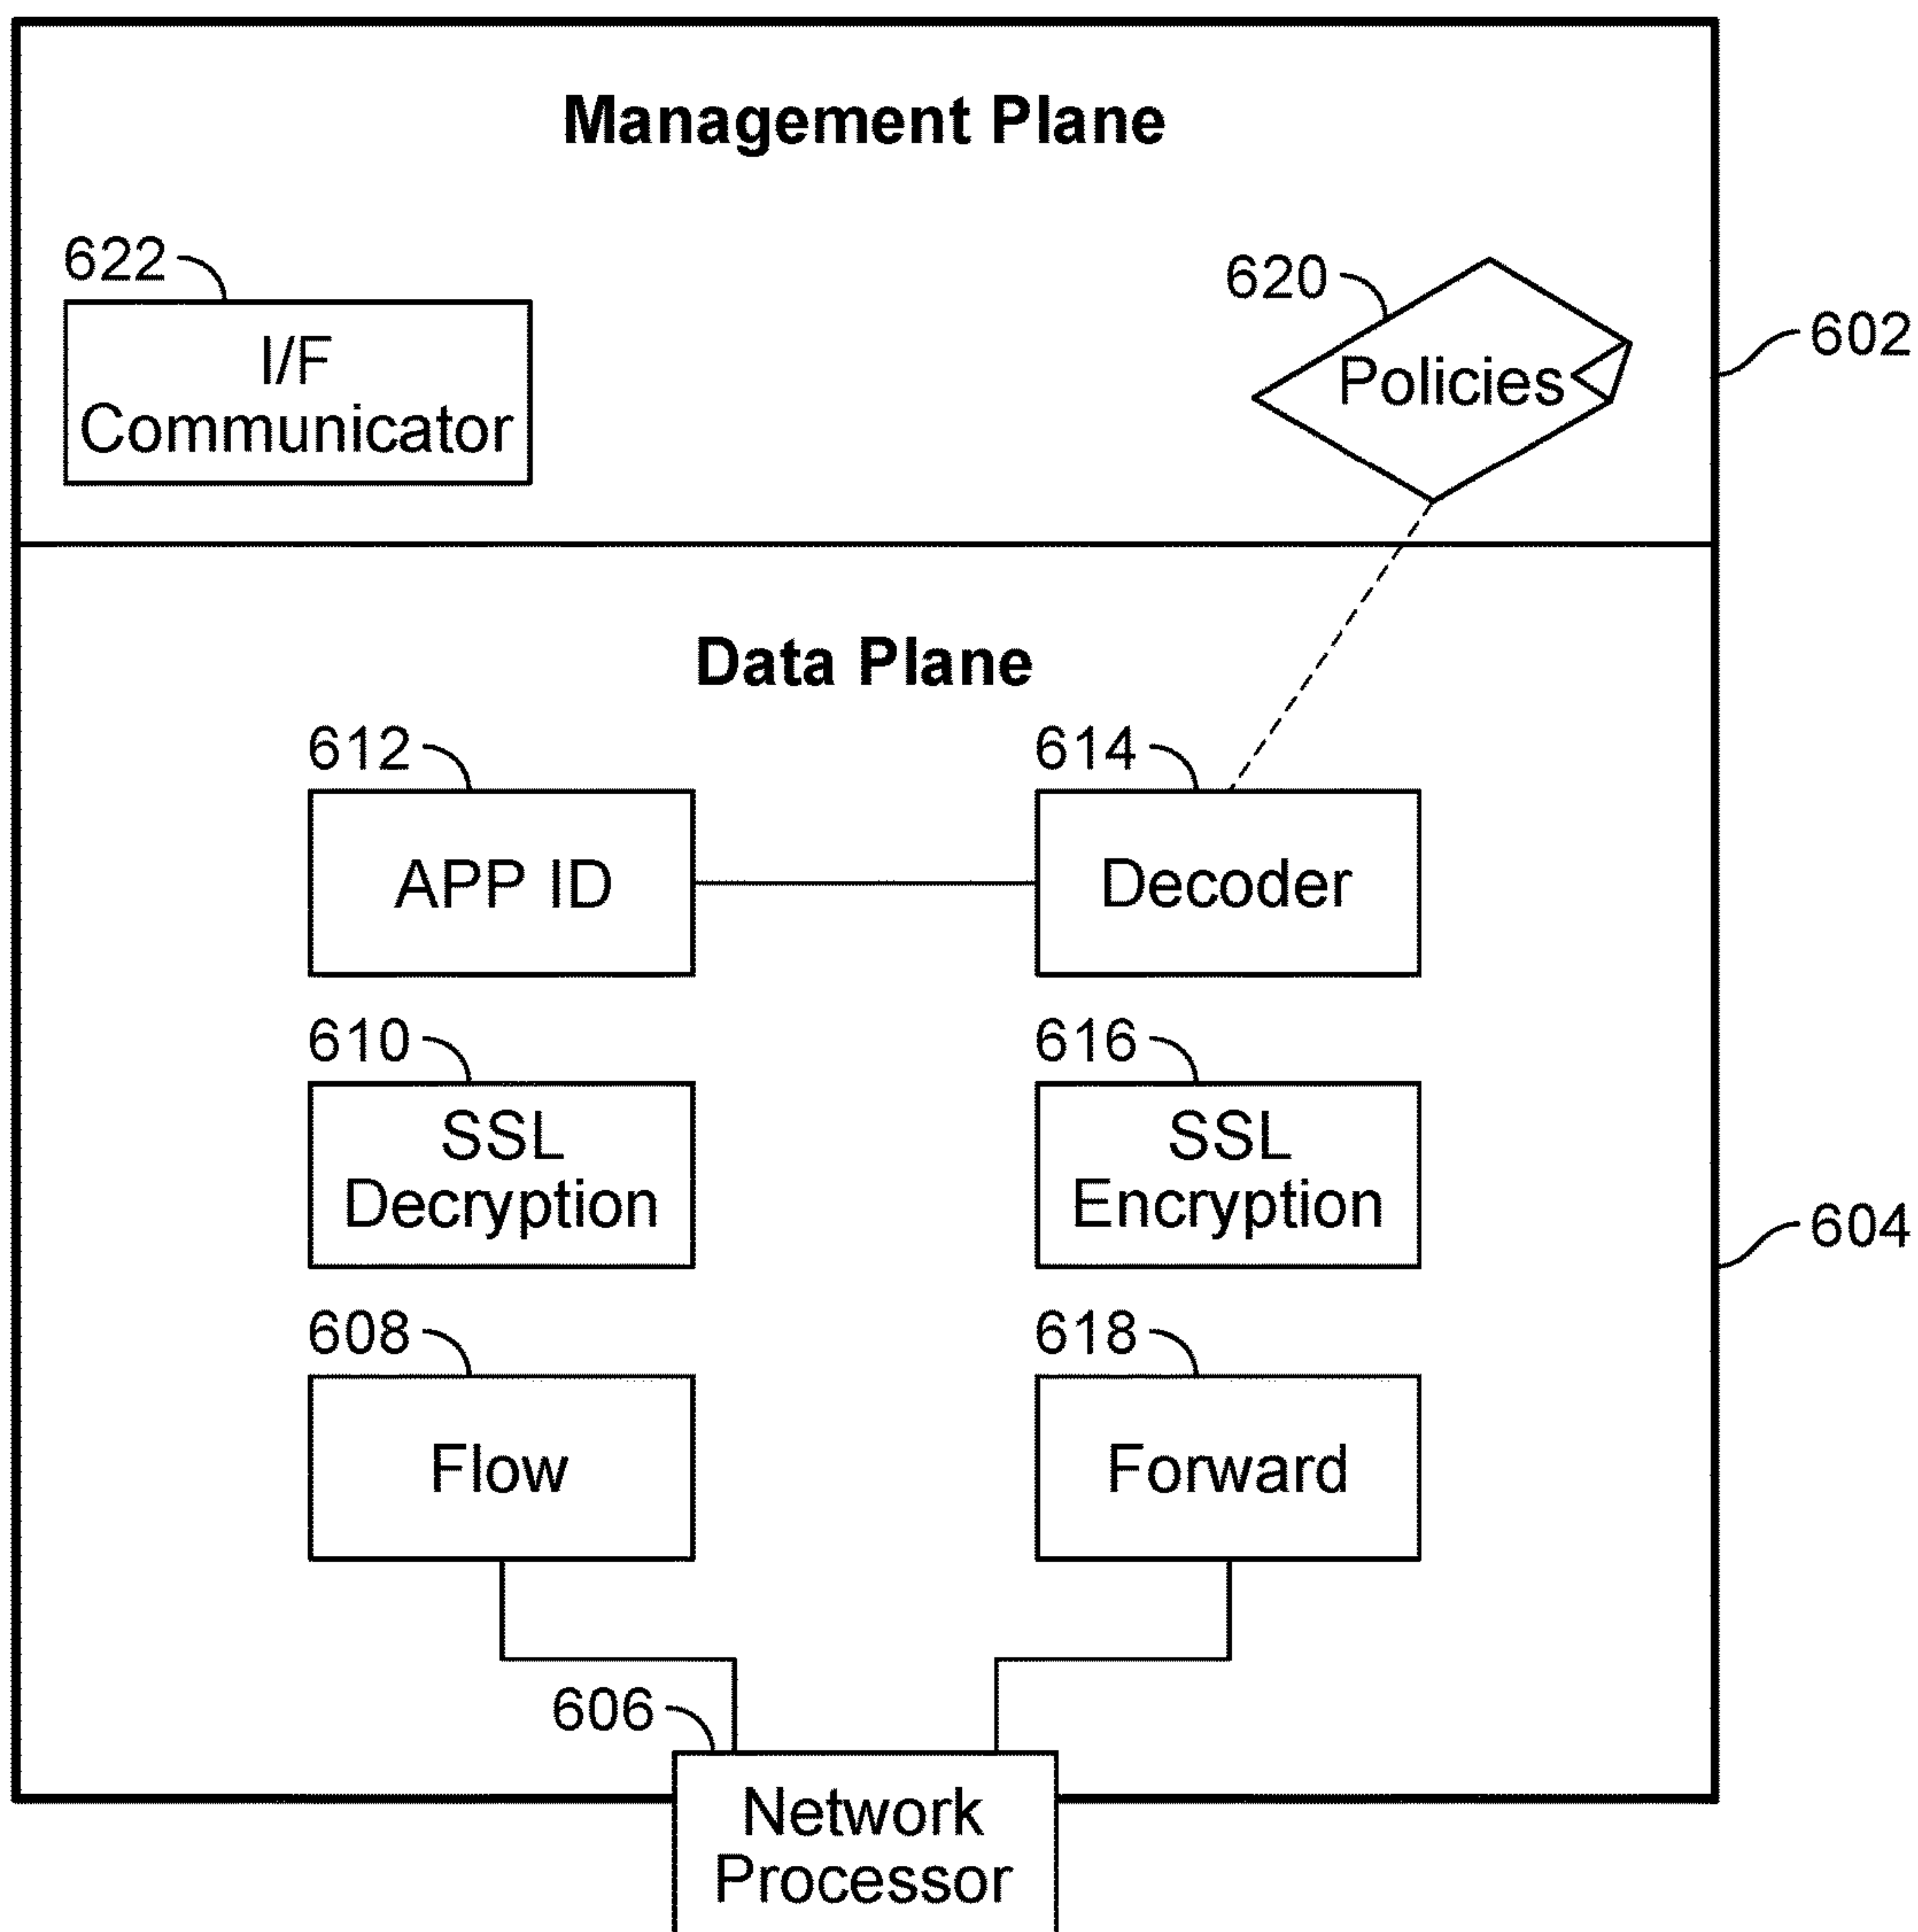 Management Plane
622
620
602
I/F
Communicator
Policies
Data Plane
612
614
APP ID
Decoder
610
616
SSL
Decryption
SSL
Encryption
604
608
618
Flow
Forward
606
Network
Processor